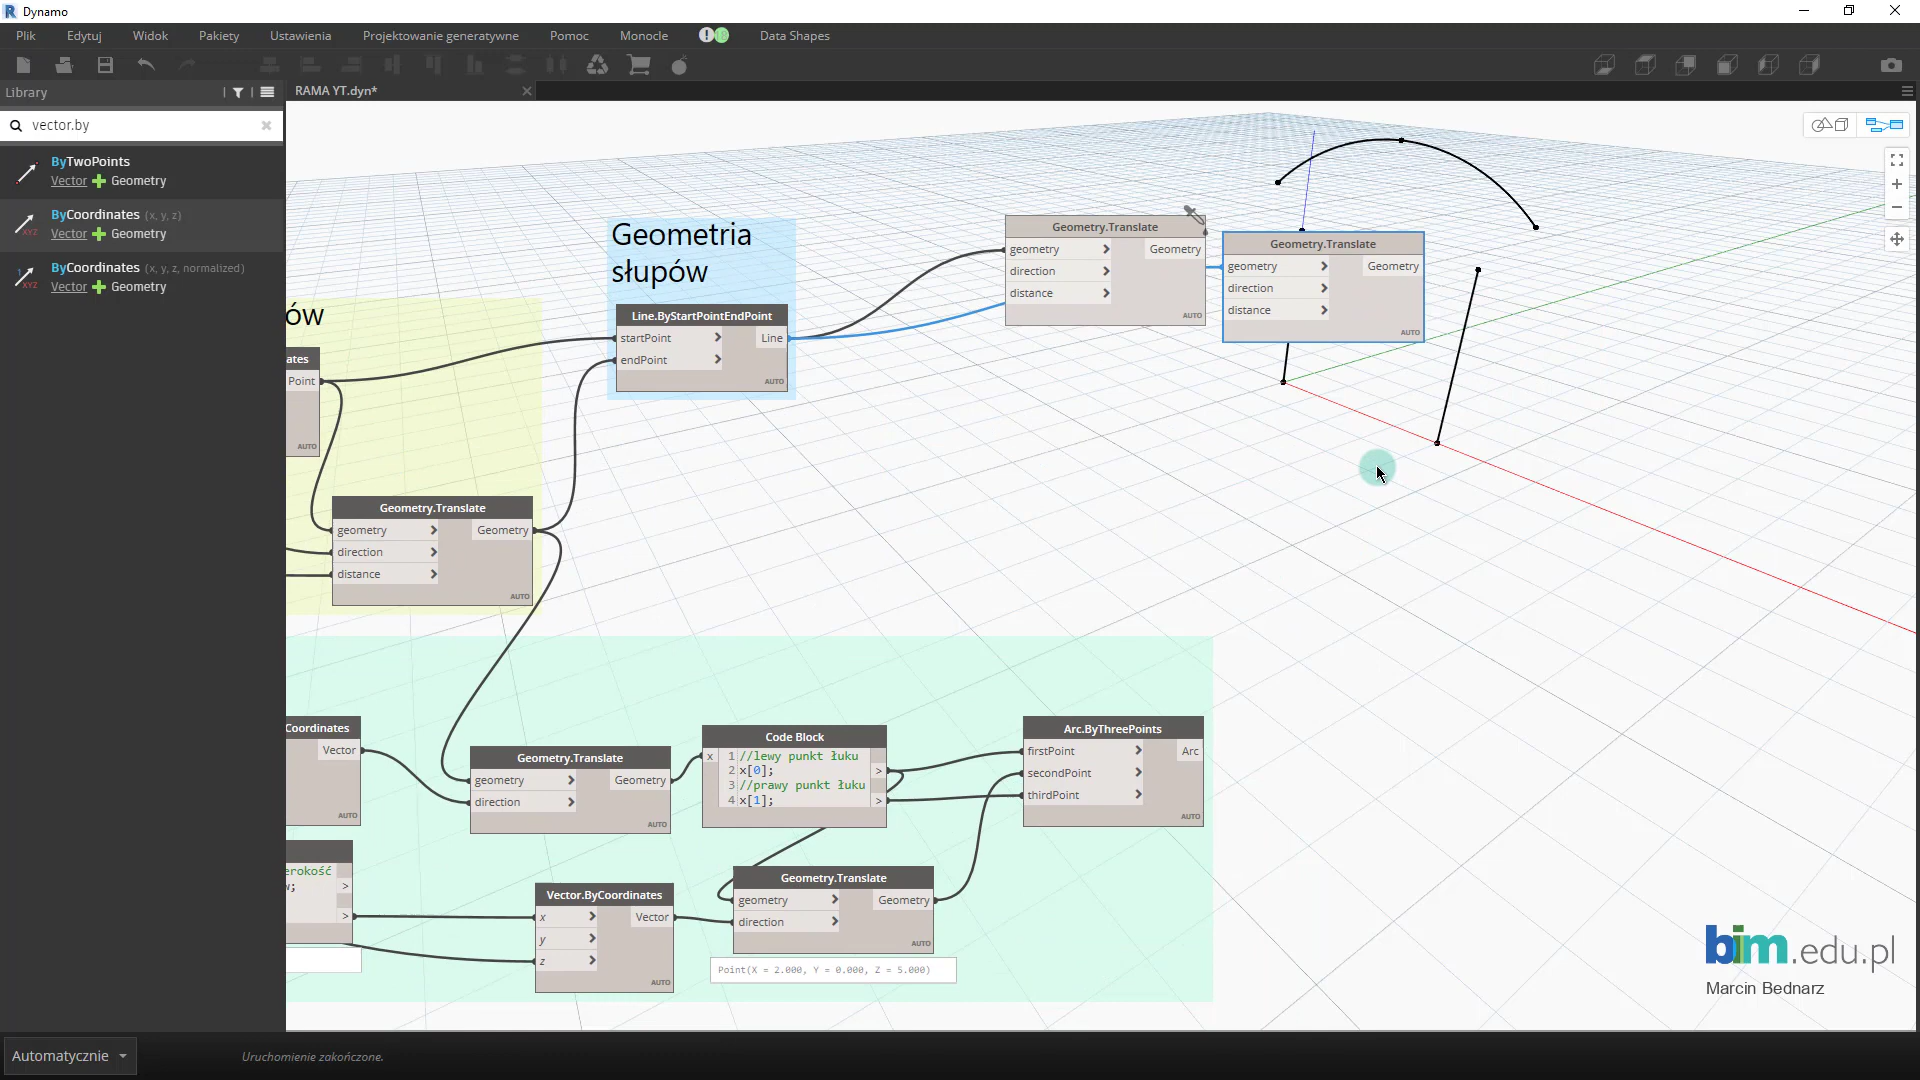 Dynamo
Plik Edytuj Widok Pakiety Ustawienia Projektowanie generatywne Pomoc Monocle Data Shapes
Library
RAMA YT.dyn*
vector.by
ByTwoPoints
Vector Geometry
ByCoordinates (x, y, z)
Vector Geometry
ByCoordinates (x, y, z, normalized)
Vector Geometry
Geometria
słupów
Line.ByStartPointEndPoint
startPoint > Line
endPoint >
AUTO
Geometry.Translate
geometry > Geometry
direction >
distance >
AUTO
Geometry.Translate
geometry > Geometry
direction >
distance >
AUTO
ów
ates
Point
AUTO
Geometry.Translate
geometry > Geometry
direction >
distance >
AUTO
Coordinates
Vector
AUTO
Geometry.Translate
geometry > Geometry
direction >
AUTO
Code Block
x 1 //lewy punkt łuku
2 x[0]; >
3 //prawy punkt łuku
4 x[1]; >
Arc.ByThreePoints
firstPoint > Arc
secondPoint >
thirdPoint >
AUTO
erokość
>
>
Vector.ByCoordinates
x > Vector
y >
z >
AUTO
Geometry.Translate
geometry > Geometry
direction >
AUTO
Point(X = 2.000, Y = 0.000, Z = 5.000)
bim.edu.pl
Marcin Bednarz
Automatycznie
Uruchomienie zakończone.